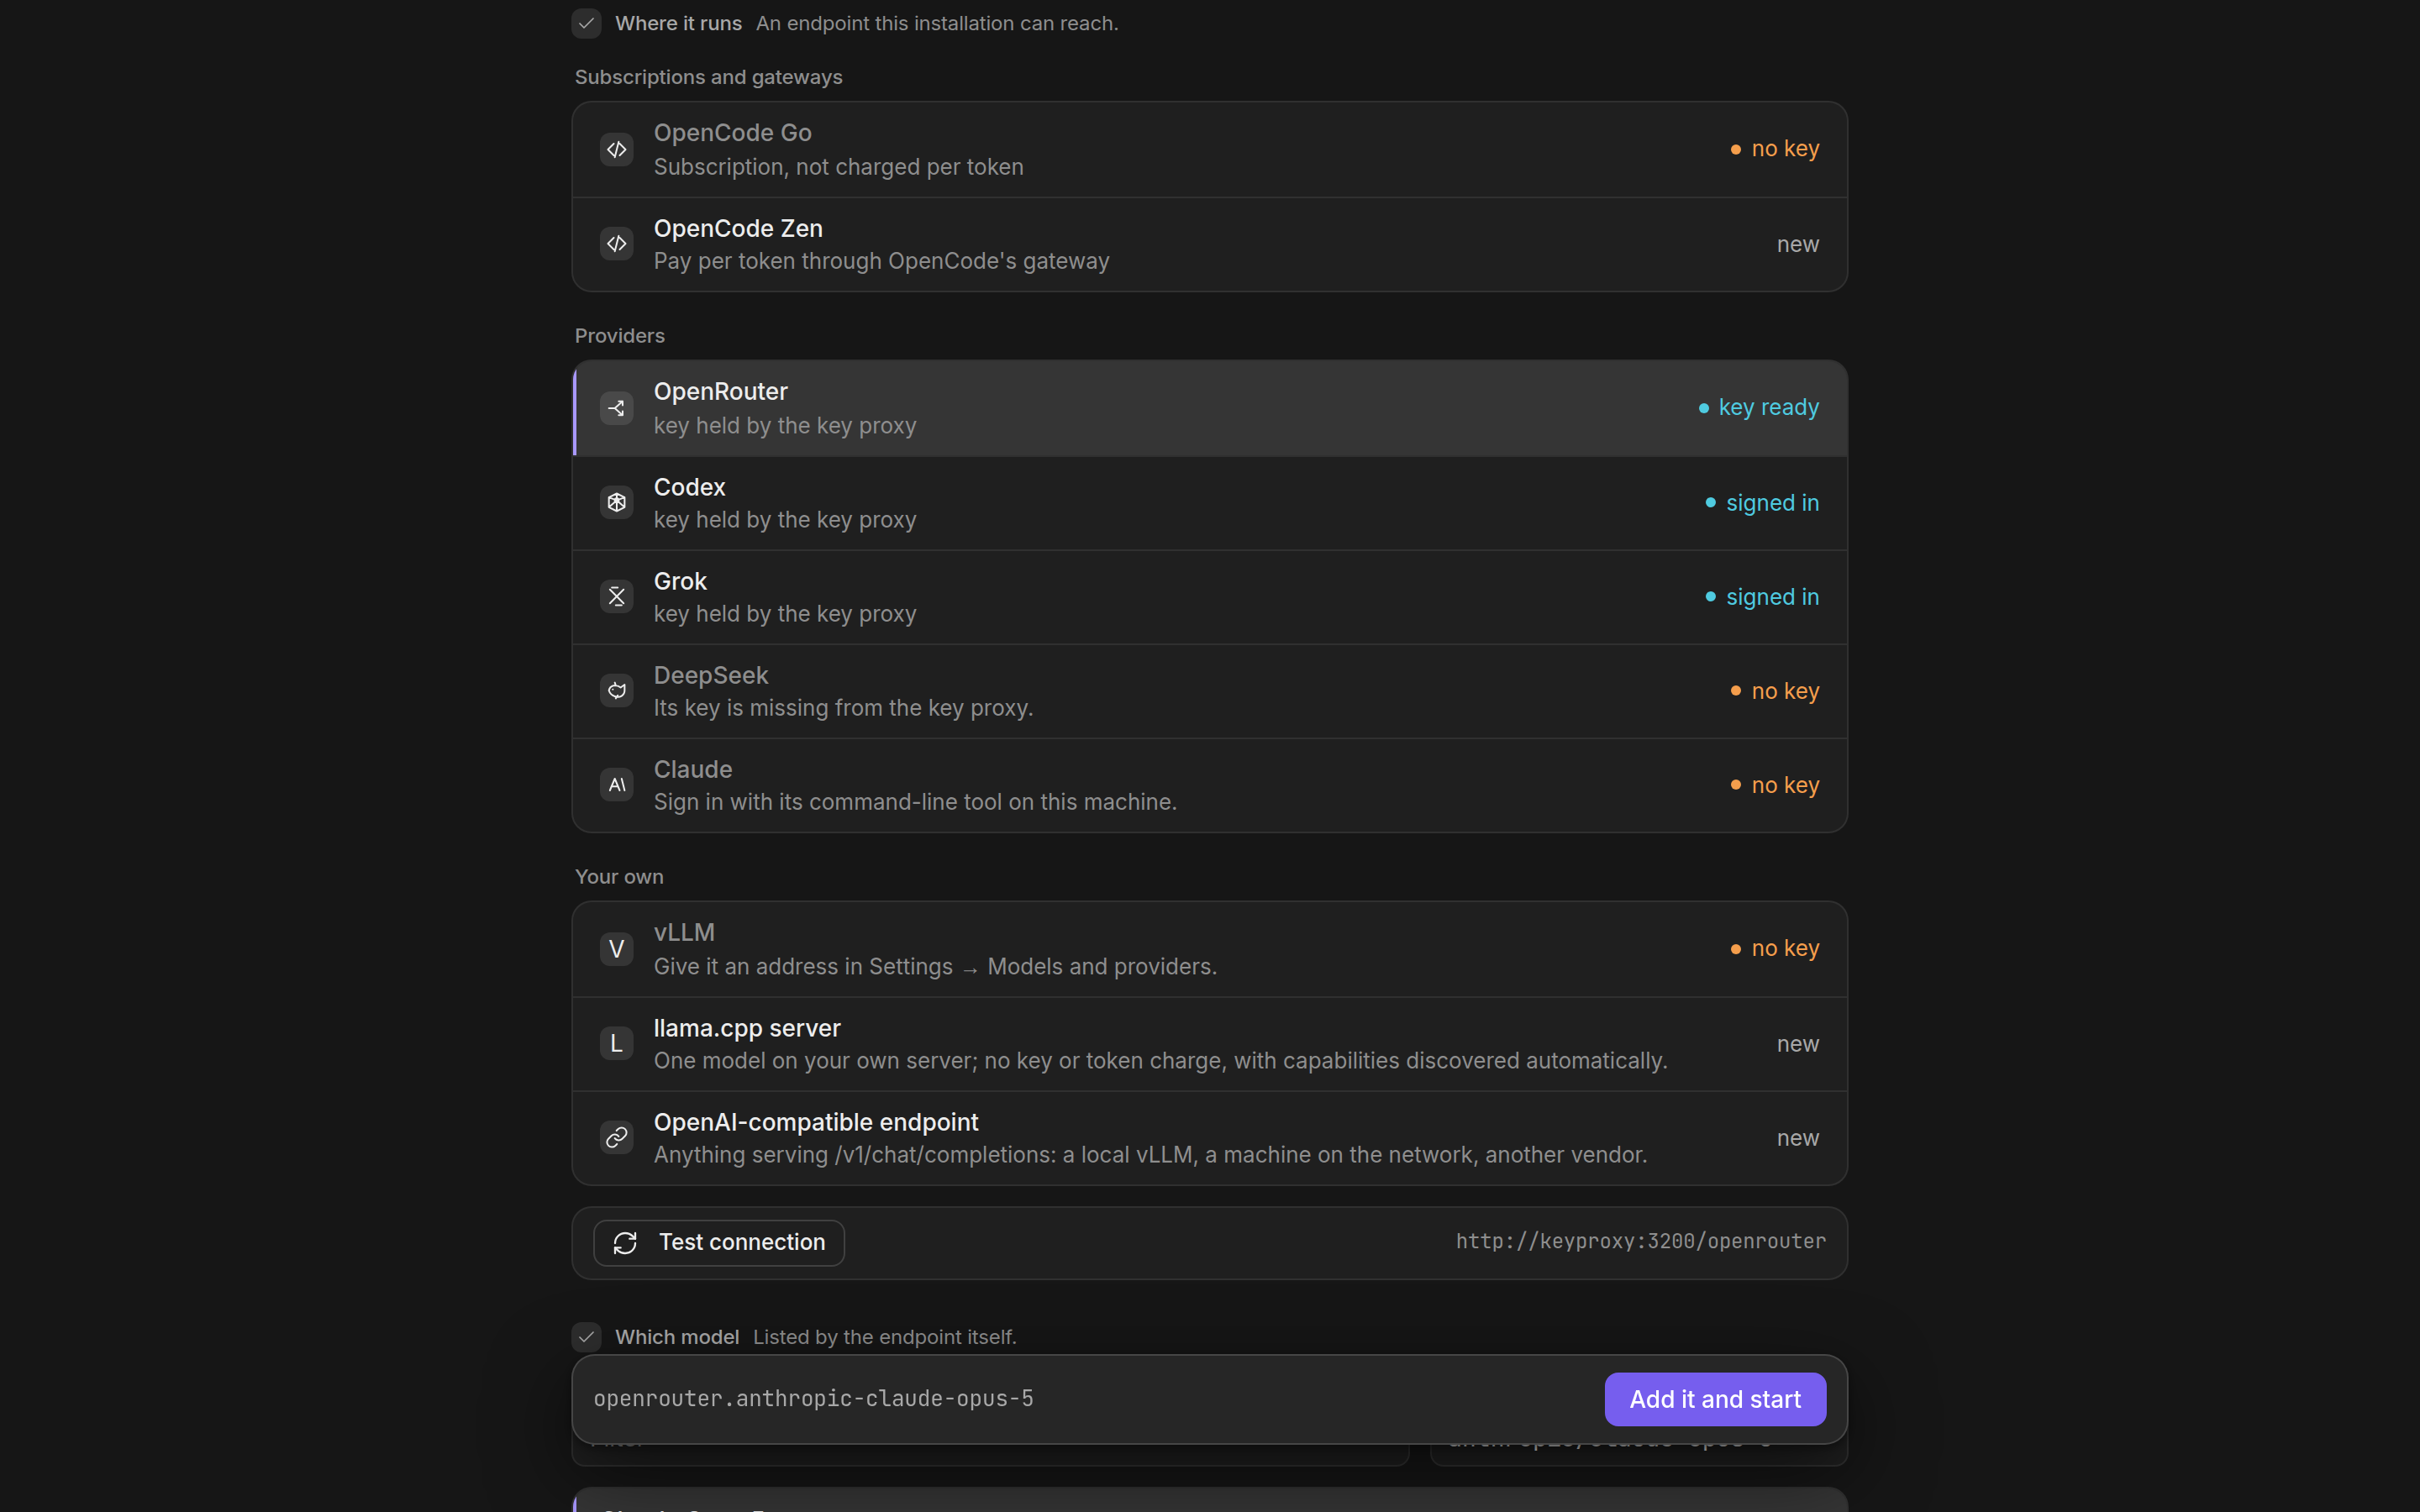 Where it runs An endpoint this installation can reach.
Subscriptions and gateways
OpenCode Go
Subscription, not charged per token
no key
OpenCode Zen
Pay per token through OpenCode's gateway
new
Providers
OpenRouter
key held by the key proxy
key ready
Codex
key held by the key proxy
signed in
Grok
key held by the key proxy
signed in
DeepSeek
Its key is missing from the key proxy.
no key
Claude
Sign in with its command-line tool on this machine.
no key
Your own
V
vLLM
Give it an address in Settings → Models and providers.
no key
L
llama.cpp server
One model on your own server; no key or token charge, with capabilities discovered automatically.
new
OpenAI-compatible endpoint
Anything serving /v1/chat/completions: a local vLLM, a machine on the network, another vendor.
new
Test connection
http://keyproxy:3200/openrouter
Which model Listed by the endpoint itself.
openrouter.anthropic-claude-opus-5
Add it and start